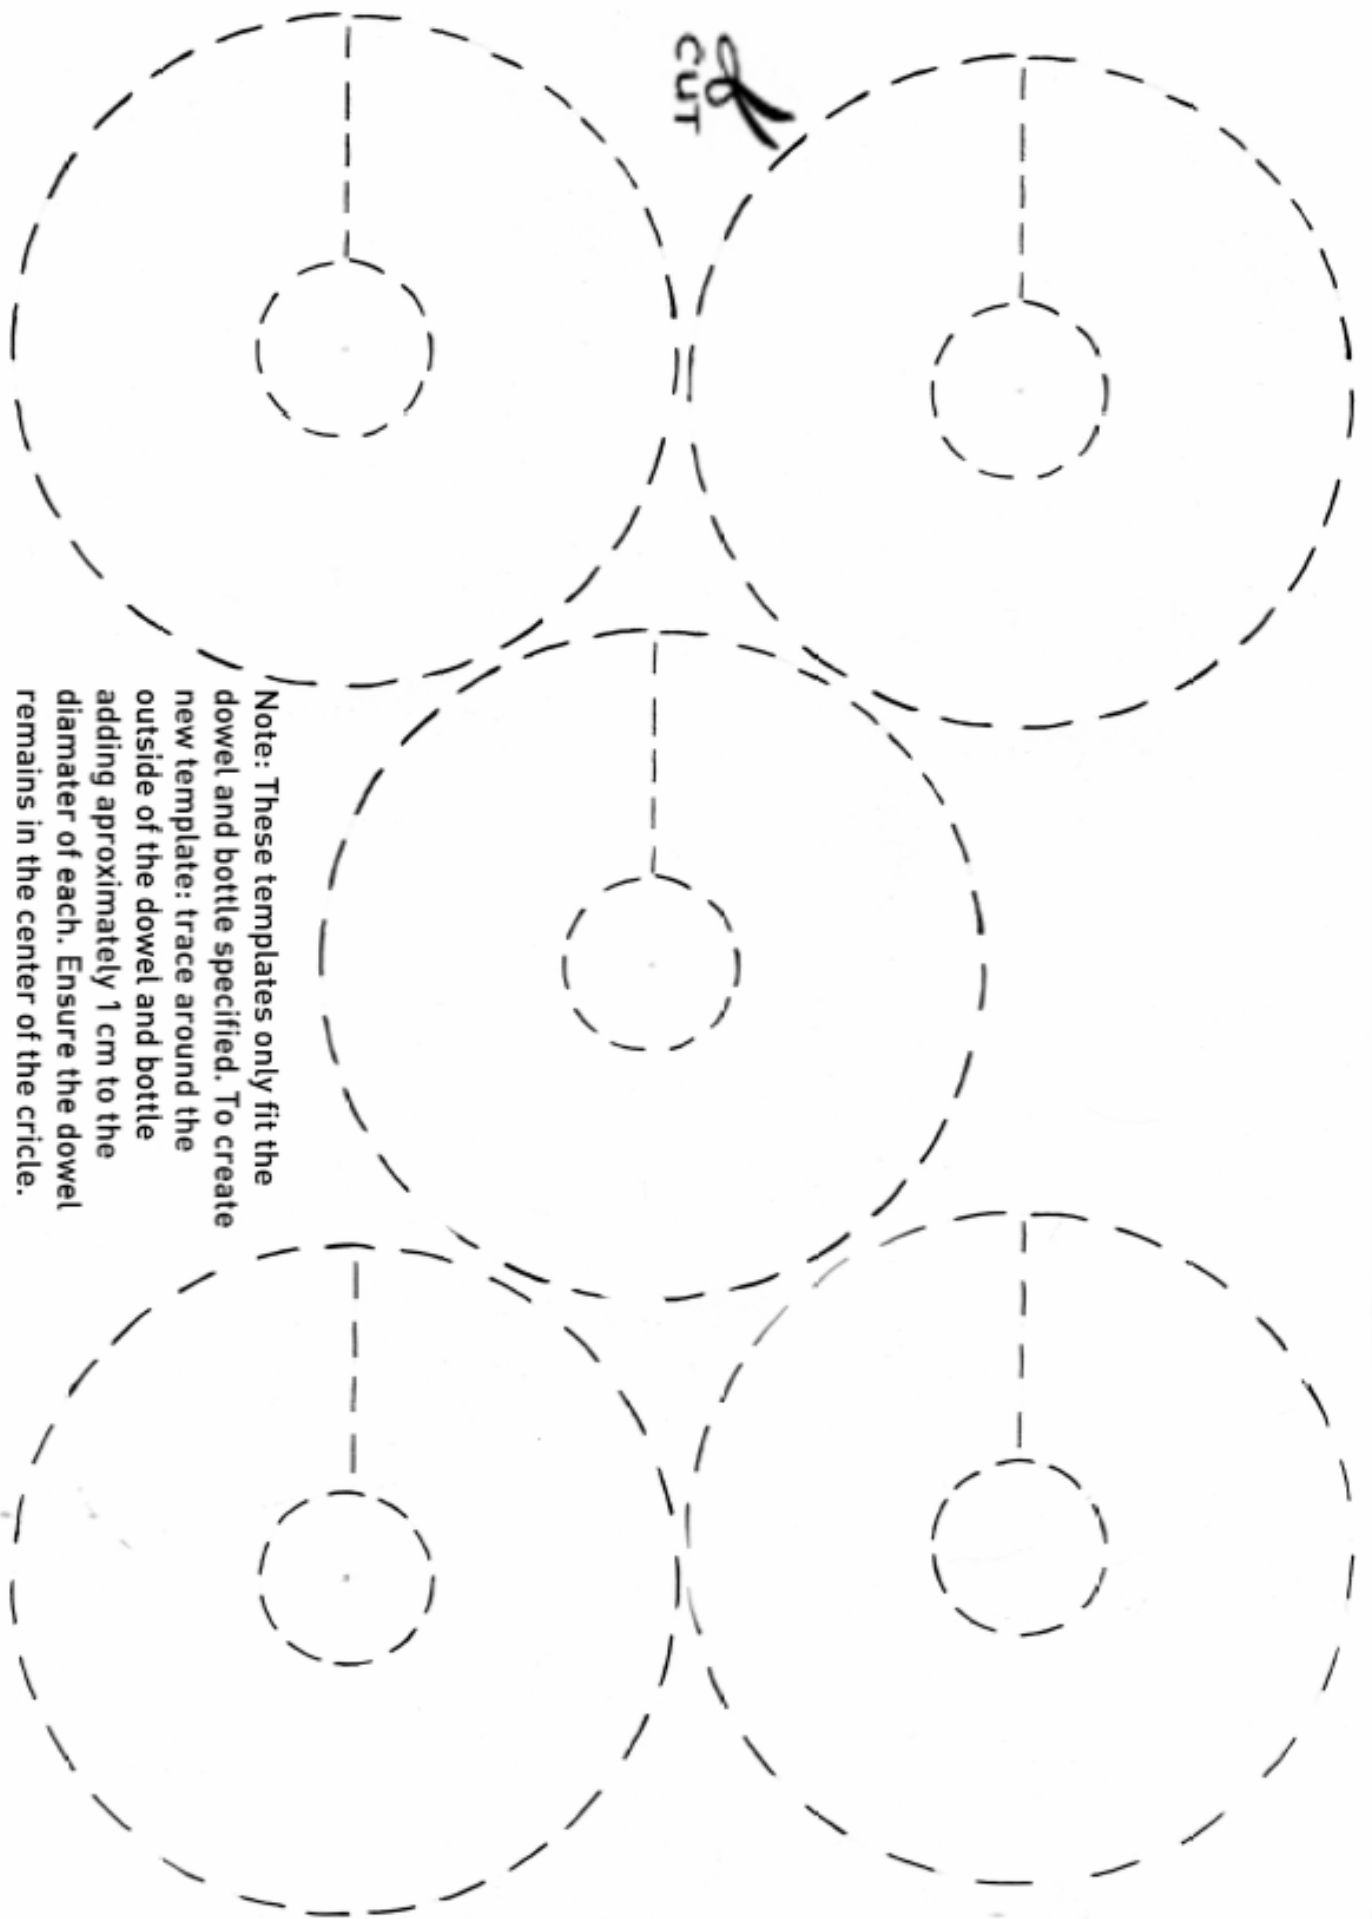 CUT
Note: These templates only fit the
dowel and bottle specified. To create
new template: trace around the
outside of the dowel and bottle
adding aproximately 1 cm to the
diamater of each. Ensure the dowel
remains in the center of the cricle.